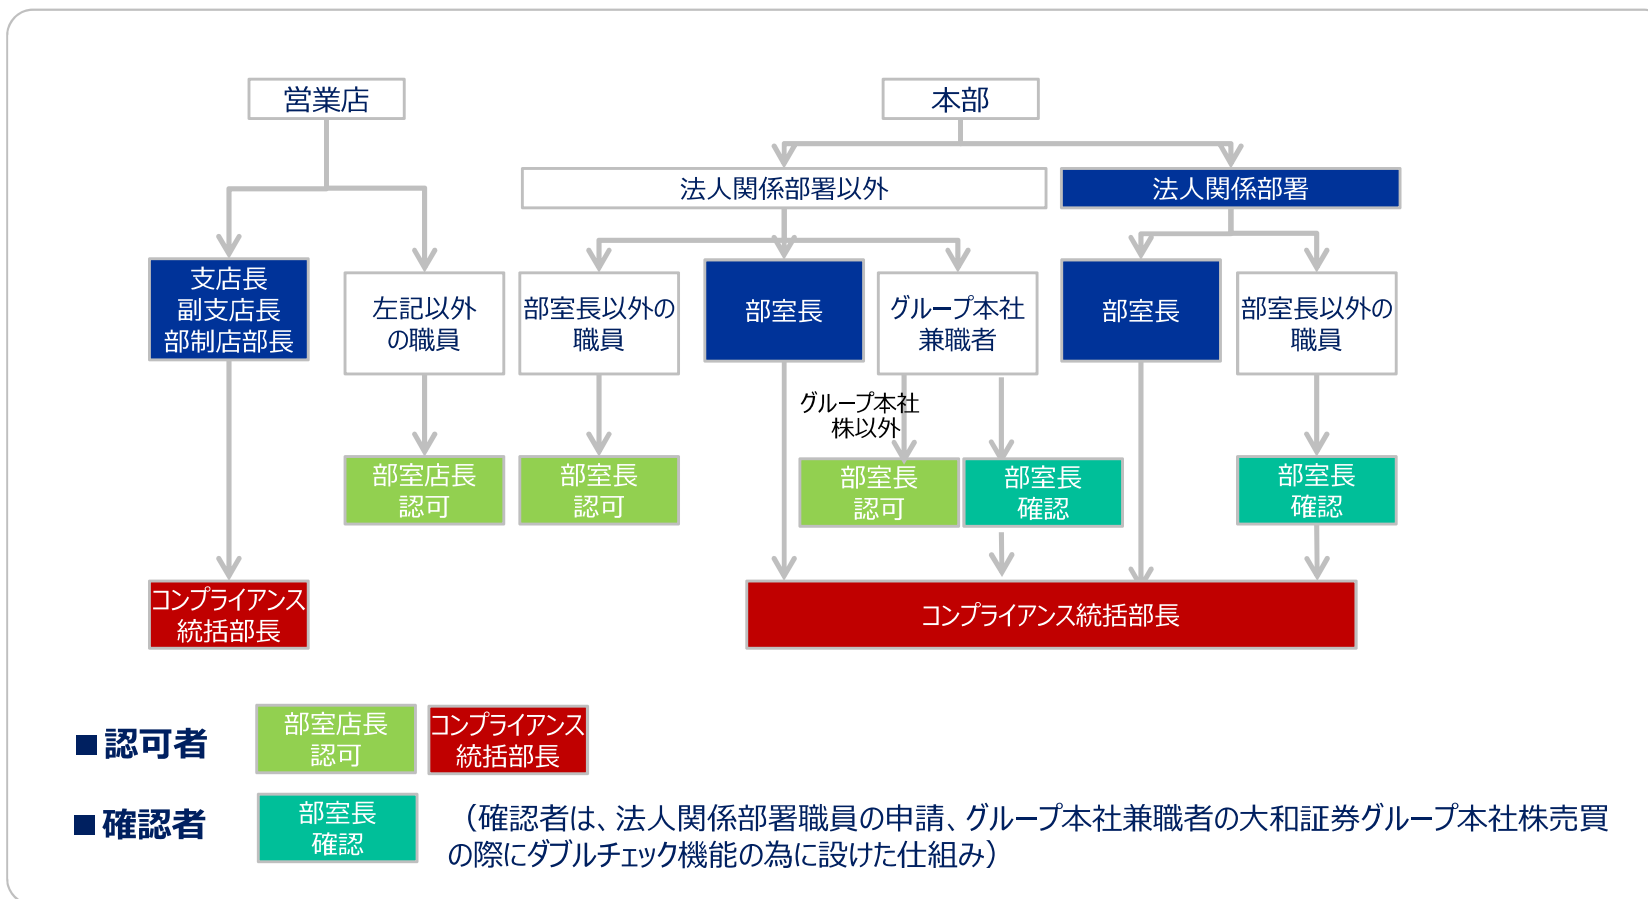 営業店
本部
法人関係部署以外
法人関係部署
支店長
副支店長
部制店部長
左記以外
の職員
部室長以外の
職員
部室長
グループ本社
兼職者
部室長
部室長以外の
職員
グループ本社
株以外
部室店長
認可
部室長
認可
部室長
認可
部室長
確認
部室長
確認
コンプライアンス
統括部長
コンプライアンス統括部長
■認可者
部室店長
認可
コンプライアンス
統括部長
■確認者
部室長
確認
（確認者は、法人関係部署職員の申請、グループ本社兼職者の大和証券グループ本社株売買
の際にダブルチェック機能の為に設けた仕組み）